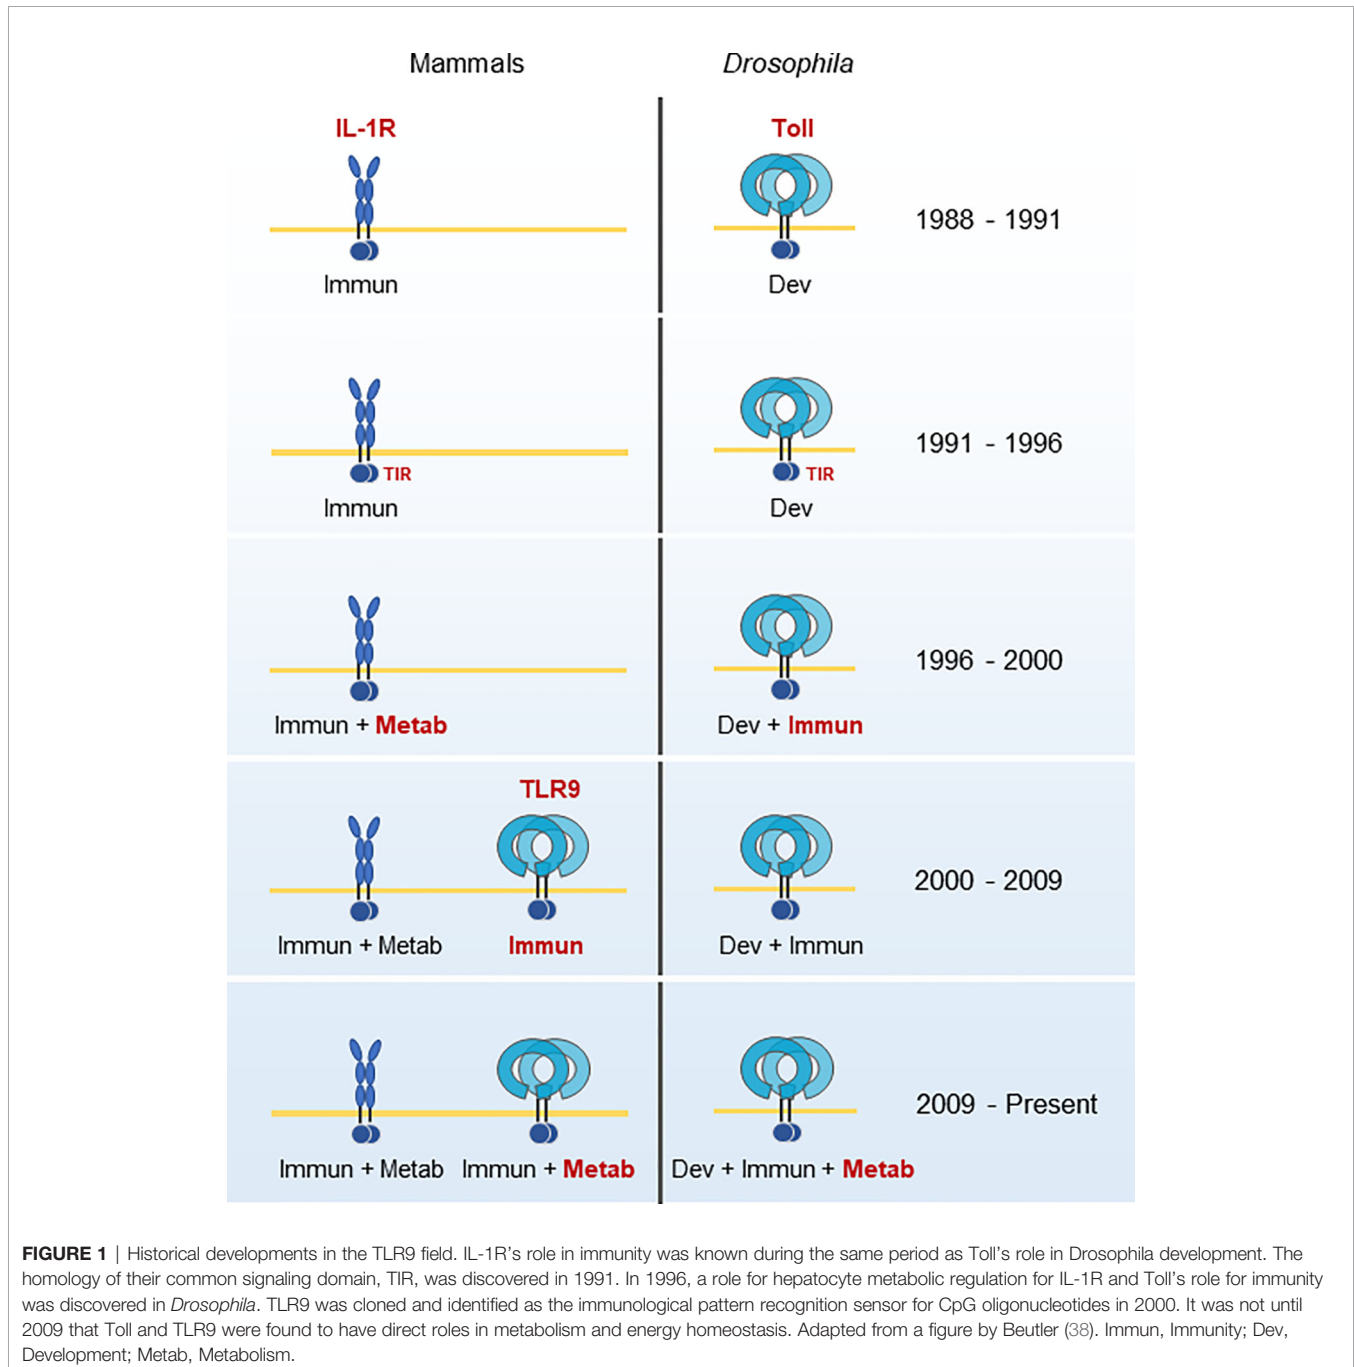 Mammals Drosophila
IL-1R Toll
1988 - 1991
Immun Dev
1991 - 1996
TIR TIR
Immun Dev
1996 - 2000
Immun + Metab Dev + Immun
TLR9
2000 - 2009
Immun + Metab Immun Dev + Immun
2009 - Present
Immun + Metab Immun + Metab Dev + Immun + Metab
FIGURE 1 | Historical developments in the TLR9 field. IL-1R's role in immunity was known during the same period as Toll's role in Drosophila development. The
homology of their common signaling domain, TIR, was discovered in 1991. In 1996, a role for hepatocyte metabolic regulation for IL-1R and Toll's role for immunity
was discovered in Drosophila. TLR9 was cloned and identified as the immunological pattern recognition sensor for CpG oligonucleotides in 2000. It was not until
2009 that Toll and TLR9 were found to have direct roles in metabolism and energy homeostasis. Adapted from a figure by Beutler (38). Immun, Immunity; Dev,
Development; Metab, Metabolism.